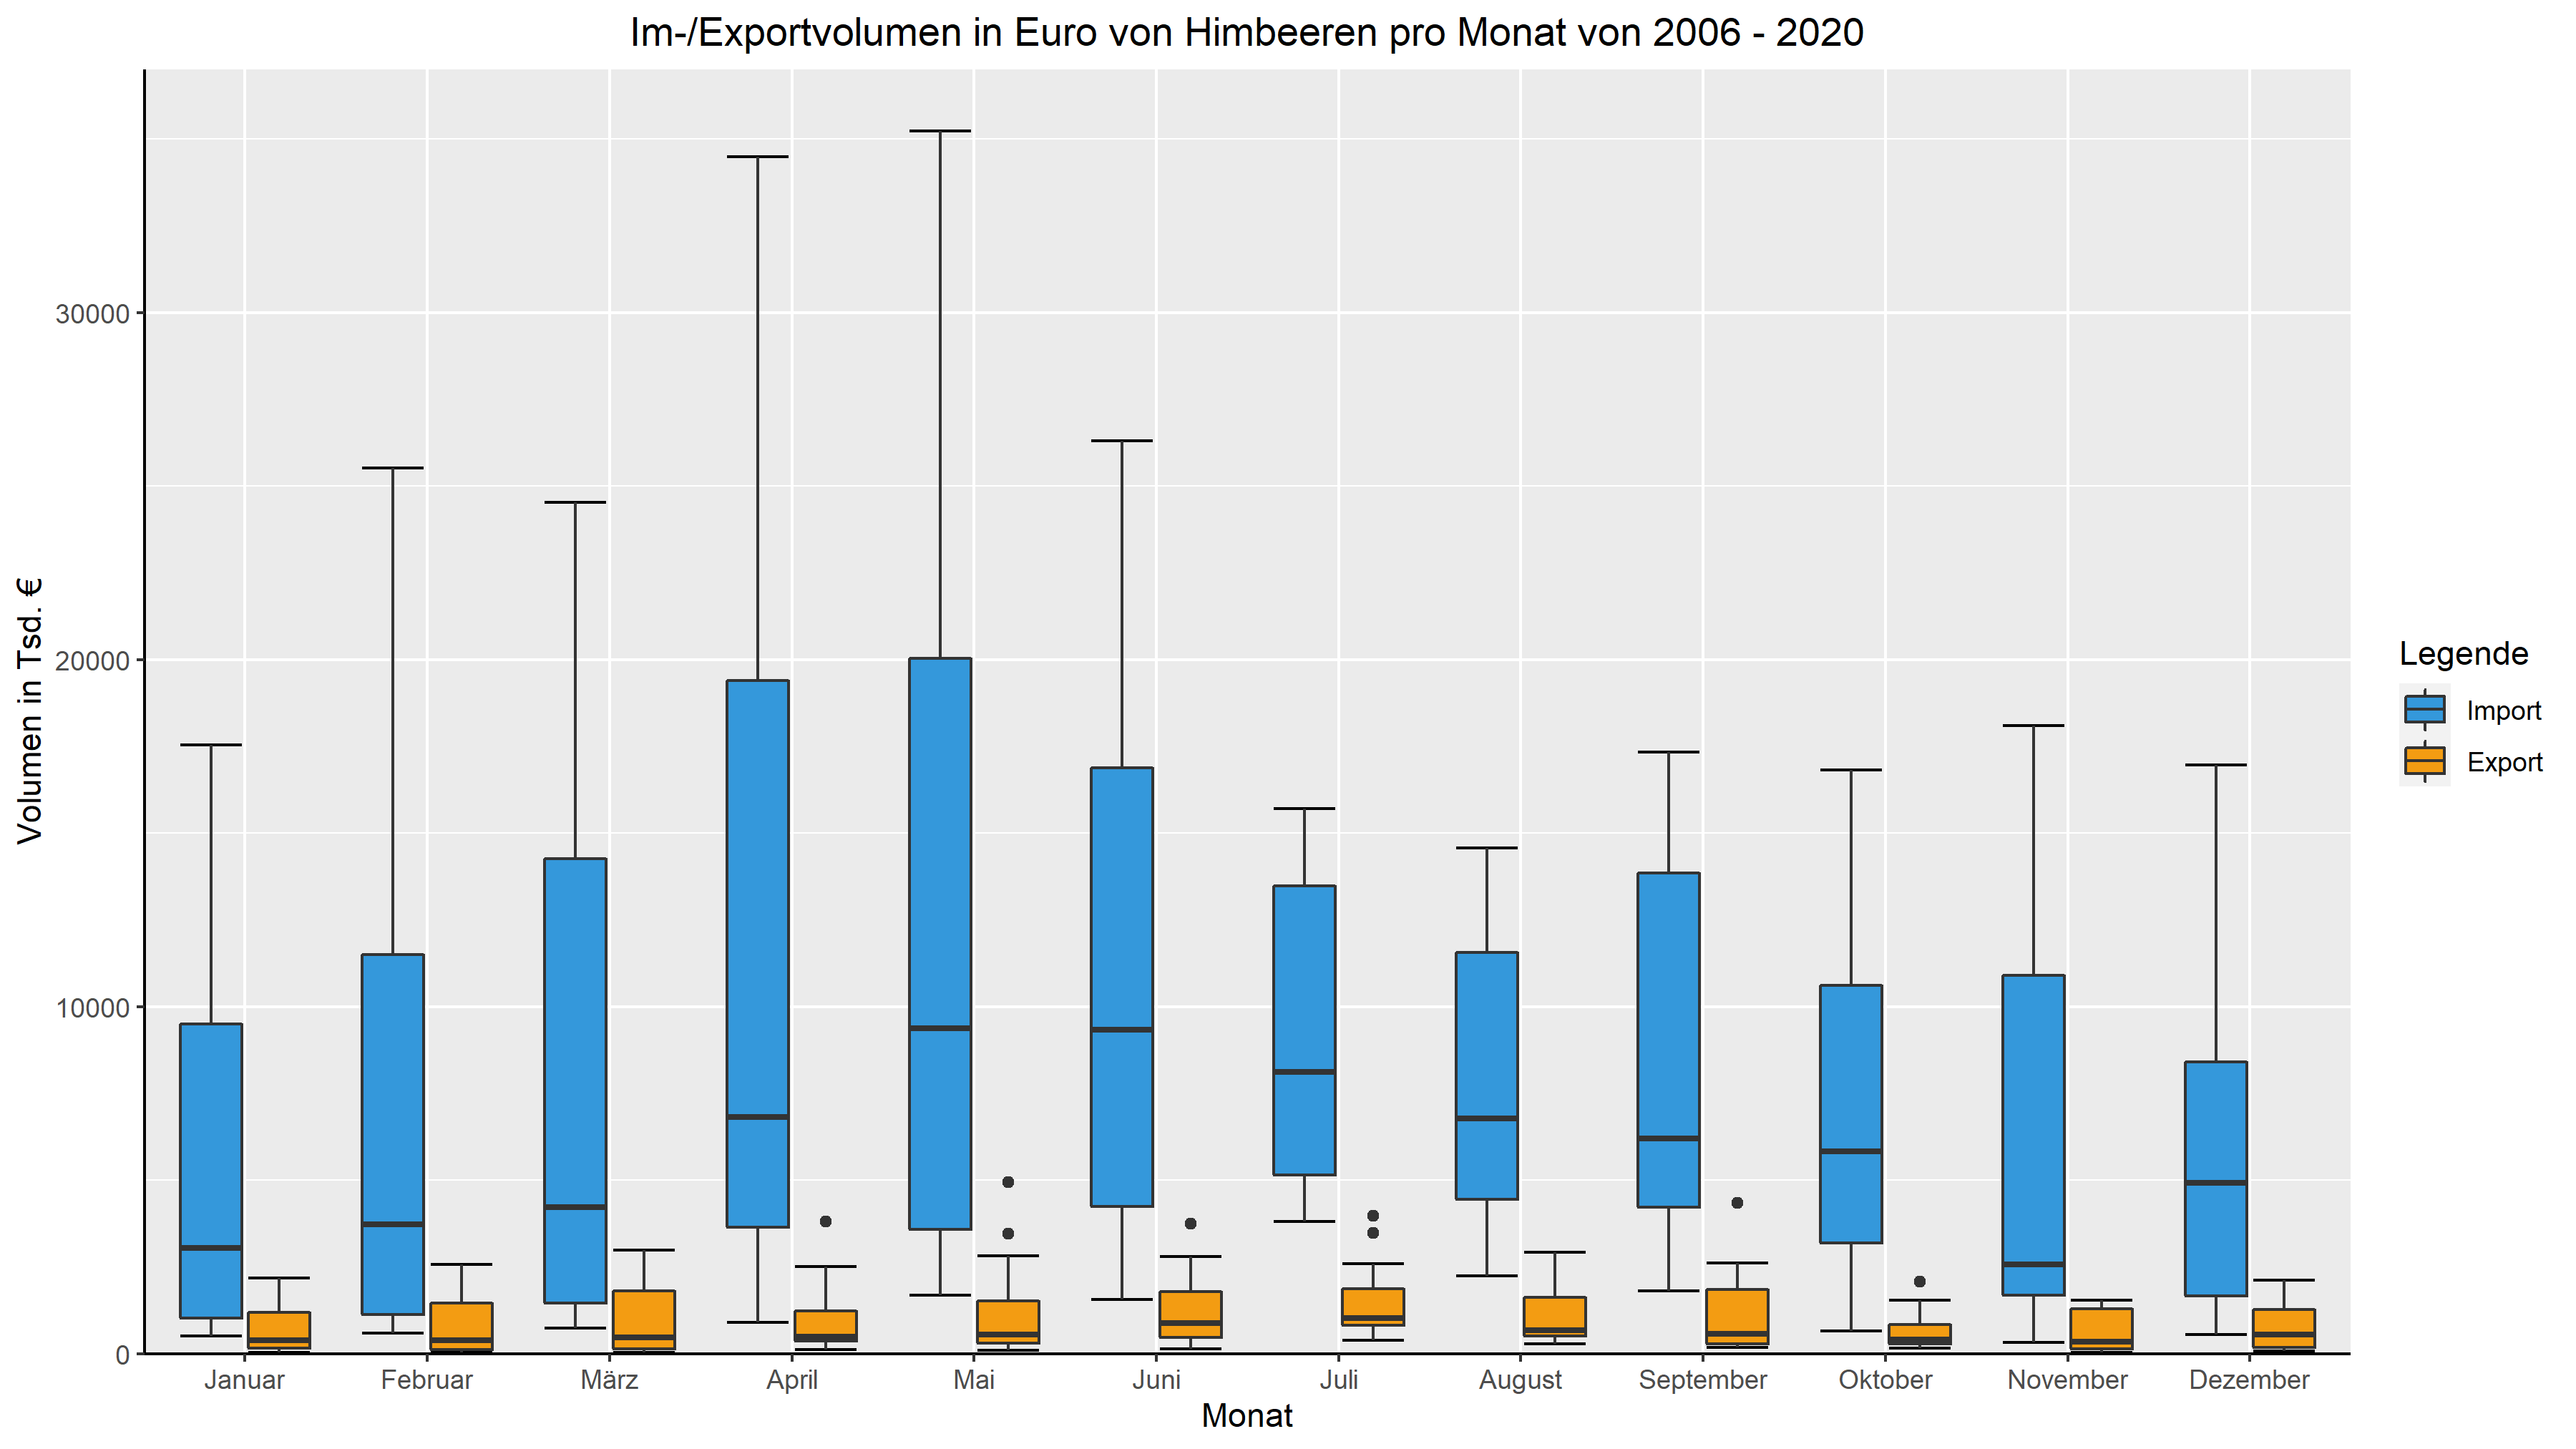 Im-/Exportvolumen in Euro von Himbeeren pro Monat von 2006 - 2020
Volumen in Tsd. €
30000
20000
10000
0
Januar Februar März April Mai Juni Juli August September Oktober November Dezember
Monat
Legende
Import
Export